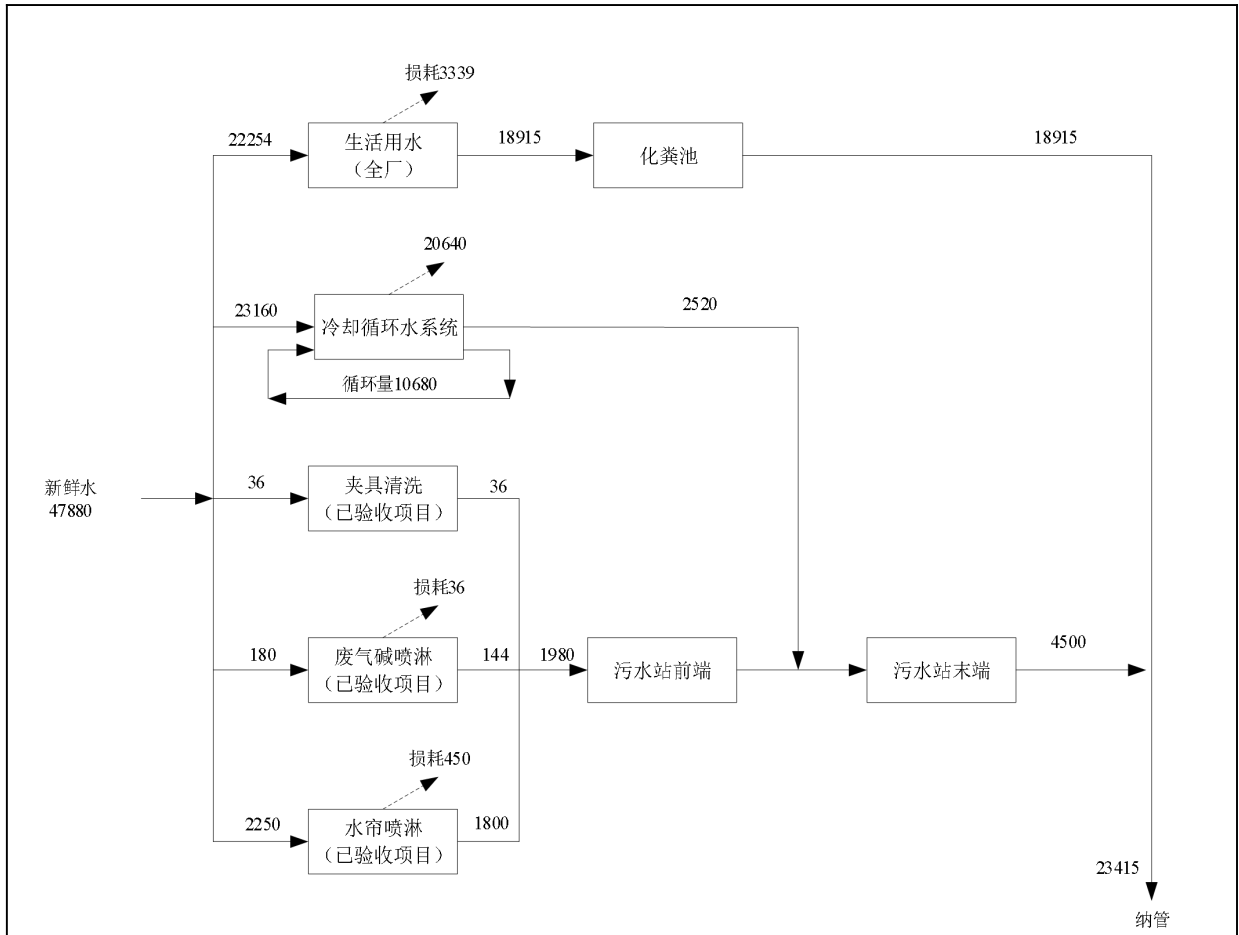 损耗3339
22254
生活用水
（全厂）
18915
化粪池
18915
20640
23160
冷却循环水系统
2520
循环量10680
新鲜水
47880
36
夹具清洗
（已验收项目）
36
损耗36
180
废气碱喷淋
（已验收项目）
144
1980
污水站前端
污水站末端
4500
损耗450
2250
水帘喷淋
（已验收项目）
1800
23415
纳管